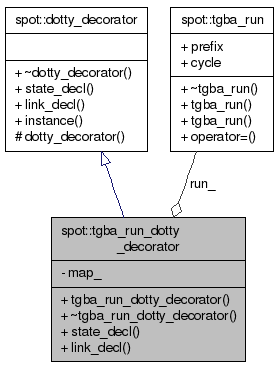 spot::dotty_decorator
+ ~dotty_decorator()
+ state_decl()
+ link_decl()
+ instance()
# dotty_decorator()
spot::tgba_run
+ prefix
+ cycle
+ ~tgba_run()
+ tgba_run()
+ tgba_run()
+ operator=()
run_
spot::tgba_run_dotty
_decorator
- map_
+ tgba_run_dotty_decorator()
+ ~tgba_run_dotty_decorator()
+ state_decl()
+ link_decl()